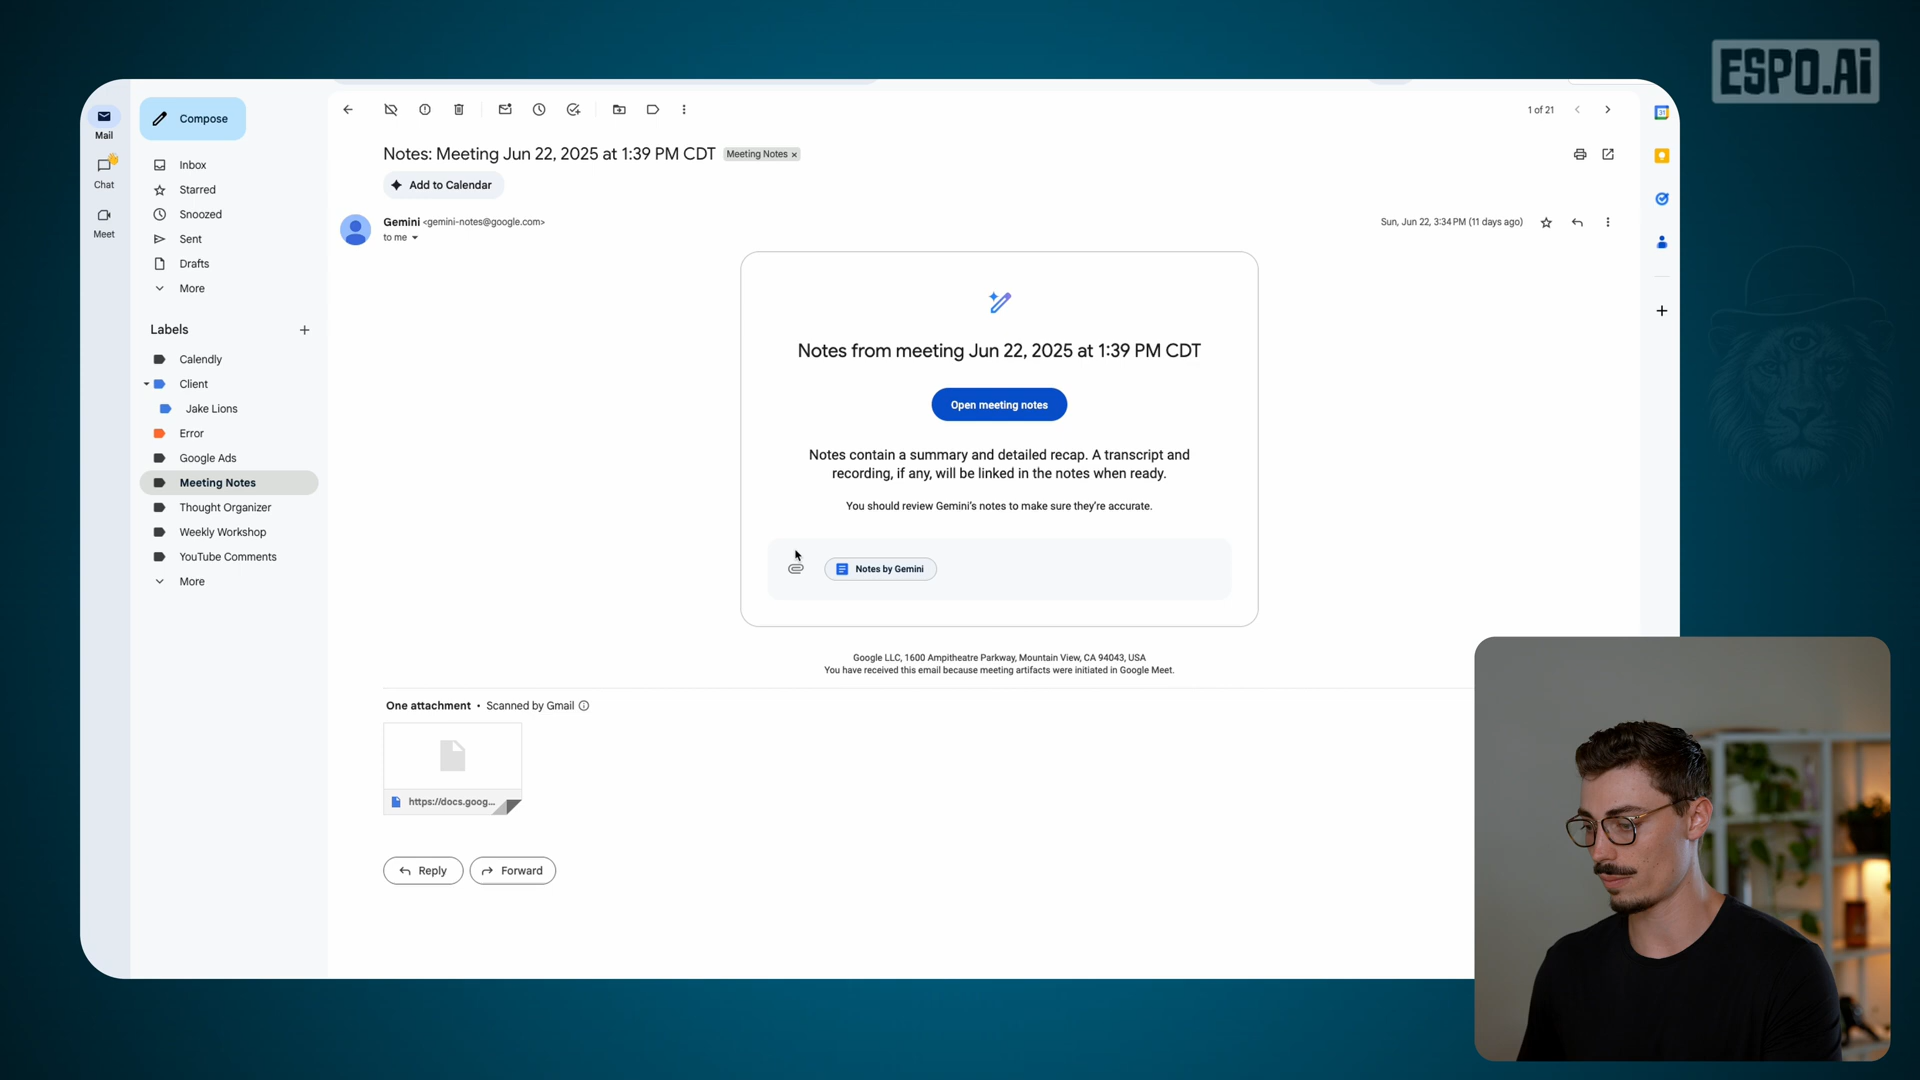 ESPO.Ai
Mail
Chat
Meet
Compose
Inbox
Starred
Snoozed
Sent
Drafts
More
Labels
Calendly
Client
Jake Lions
Error
Google Ads
Meeting Notes
Thought Organizer
Weekly Workshop
YouTube Comments
More
1 of 21
Notes: Meeting Jun 22, 2025 at 1:39 PM CDT Meeting Notes x
Add to Calendar
Gemini <gemini-notes@google.com>
to me
Sun, Jun 22, 3:34 PM (11 days ago)
Notes from meeting Jun 22, 2025 at 1:39 PM CDT
Open meeting notes
Notes contain a summary and detailed recap. A transcript and
recording, if any, will be linked in the notes when ready.
You should review Gemini's notes to make sure they're accurate.
Notes by Gemini
Google LLC, 1600 Ampitheatre Parkway, Mountain View, CA 94043, USA
You have received this email because meeting artifacts were initiated in Google Meet.
One attachment • Scanned by Gmail
https://docs.goog...
Reply
Forward
31